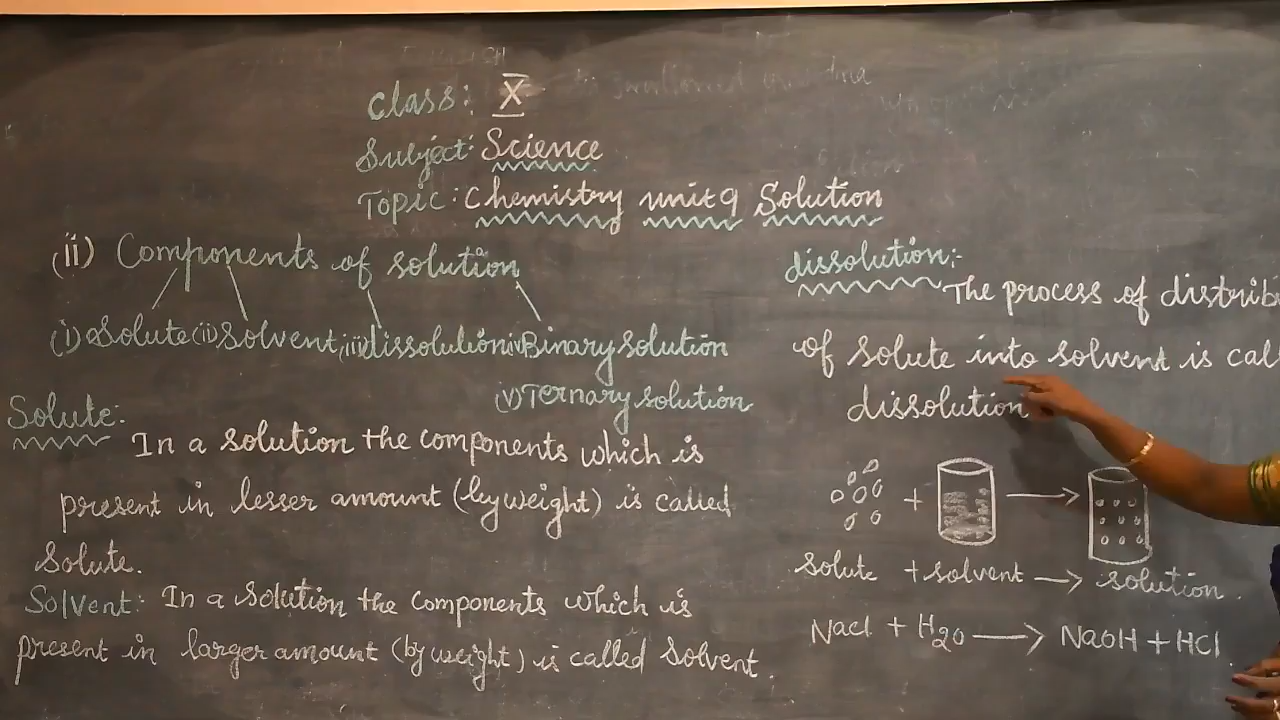 Class: X
Subject: Science
Topic: Chemistry unit 9 Solution
(ii) Components of solution
(i) Solute (ii) Solvent, (iii) dissolution (iv) Binary solution
(v) Ternary solution
Solute:
In a solution the components which is
present in lesser amount (by weight) is called
solute.
Solvent: In a solution the components which is
present in larger amount (by weight) is called Solvent.
dissolution:-
The process of distrib
of solute into solvent is call
dissolution
+ →
solute + solvent → solution.
Nacl + H2O → NaOH + HCl.